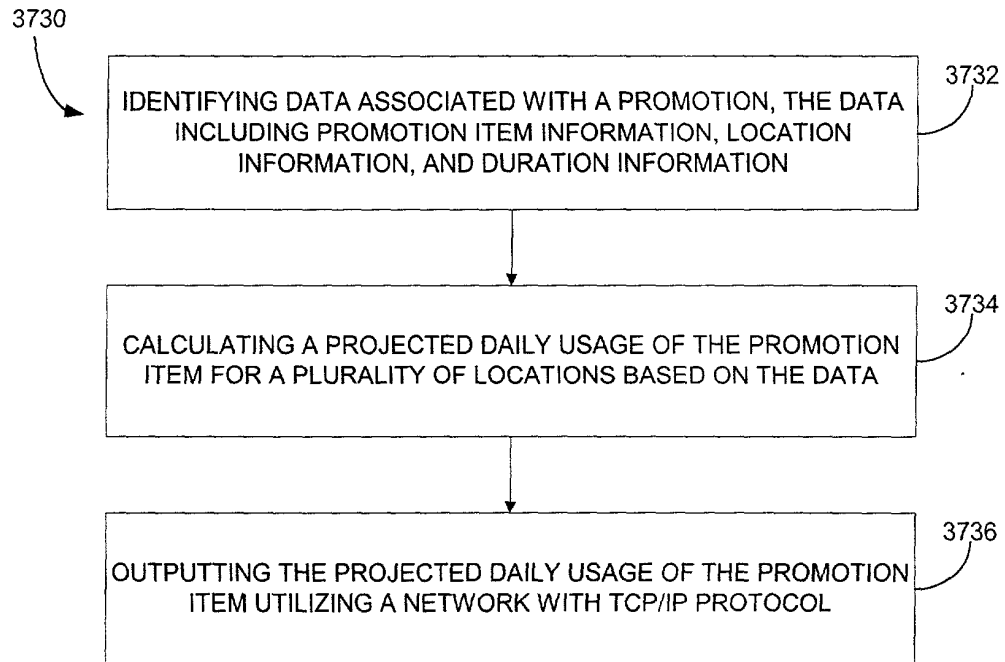 3730
3732
IDENTIFYING DATA ASSOCIATED WITH A PROMOTION, THE DATA
INCLUDING PROMOTION ITEM INFORMATION, LOCATION
INFORMATION, AND DURATION INFORMATION
3734
CALCULATING A PROJECTED DAILY USAGE OF THE PROMOTION
ITEM FOR A PLURALITY OF LOCATIONS BASED ON THE DATA
3736
OUTPUTTING THE PROJECTED DAILY USAGE OF THE PROMOTION
ITEM UTILIZING A NETWORK WITH TCP/IP PROTOCOL